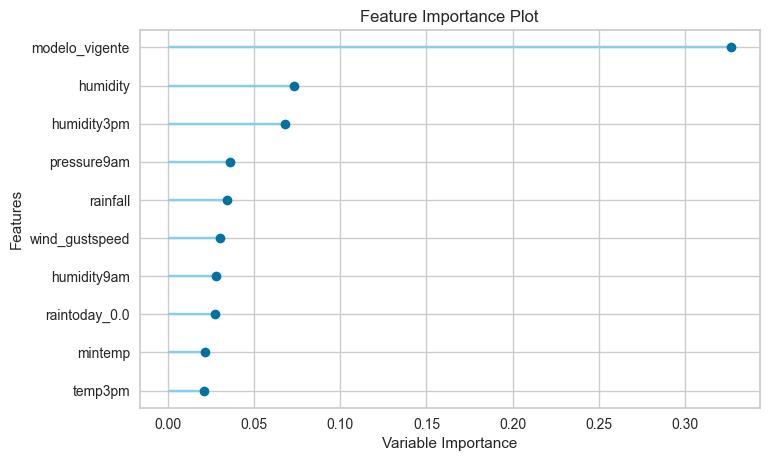 Feature Importance Plot
Features
modelo_vigente
humidity
humidity3pm
pressure9am
rainfall
wind_gustspeed
humidity9am
raintoday_0.0
mintemp
temp3pm
0.00 0.05 0.10 0.15 0.20 0.25 0.30
Variable Importance